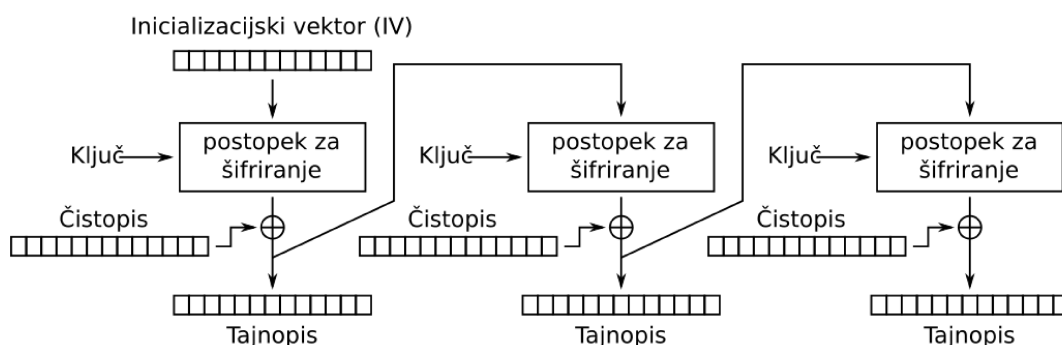 Inicializacijski vektor (IV)
Ključ
postopek za
šifriranje
Ključ
postopek za
šifriranje
Ključ
postopek za
šifriranje
Čistopis
Čistopis
Čistopis
Tajnopis
Tajnopis
Tajnopis